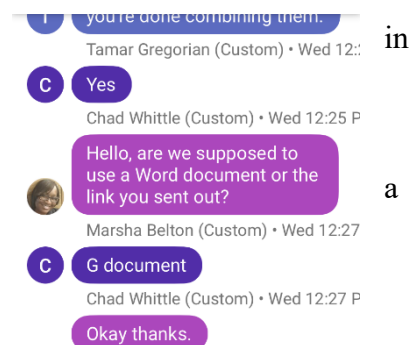 T
you're done combining them.
in
Tamar Gregorian (Custom) • Wed 12:
C
Yes
Chad Whittle (Custom) • Wed 12:25 P
Hello, are we supposed to
use a Word document or the
link you sent out?
a
Marsha Belton (Custom) • Wed 12:27
C
G document
Chad Whittle (Custom) • Wed 12:27 P
Okay thanks.